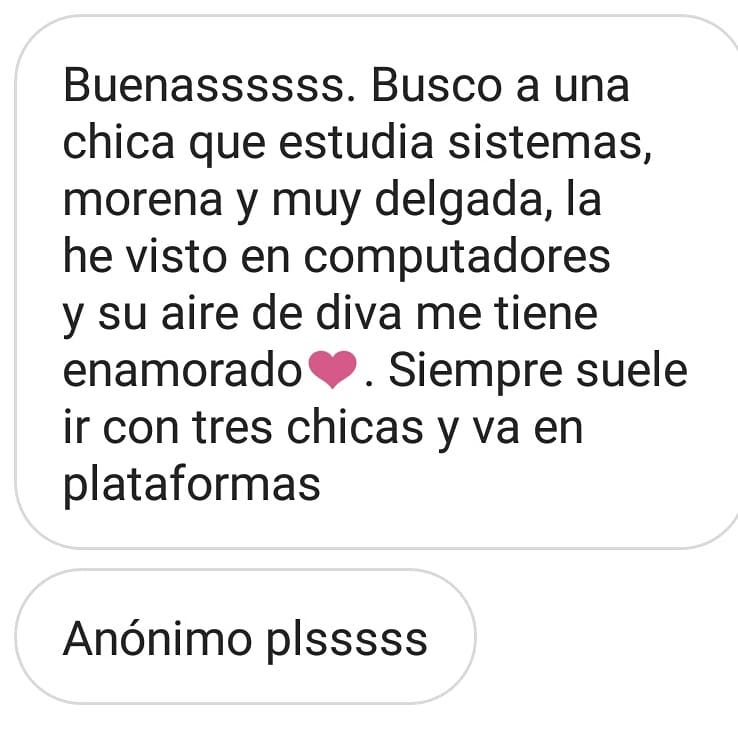 Buenassssss. Busco a una
chica que estudia sistemas,
morena y muy delgada, la
he visto en computadores
y su aire de diva me tiene
enamorado💗. Siempre suele
ir con tres chicas y va en
plataformas
Anónimo plsssss